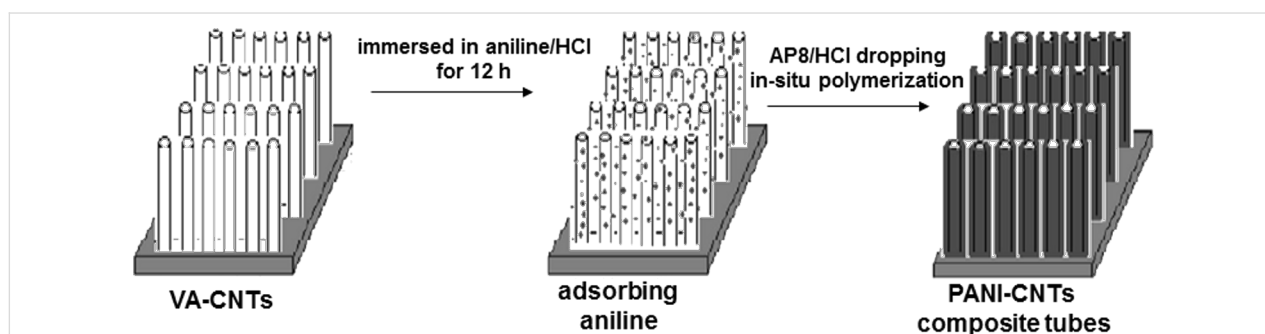 immersed in aniline/HCl
for 12 h
AP8/HCl dropping
in-situ polymerization
VA-CNTs
adsorbing
aniline
PANI-CNTs
composite tubes